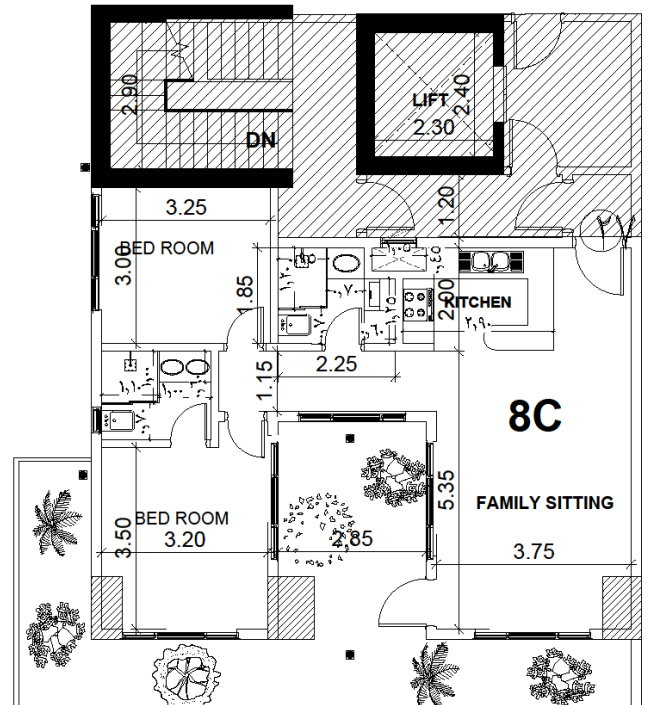 2.90
DN
LIFT
2.40
2.30
3.25
1.20
BED ROOM
3.00
1.85
2.00
KITCHEN
٢,٩٠
1.15
2.25
8C
5.35
FAMILY SITTING
3.75
BED ROOM
3.50
3.20
2.85